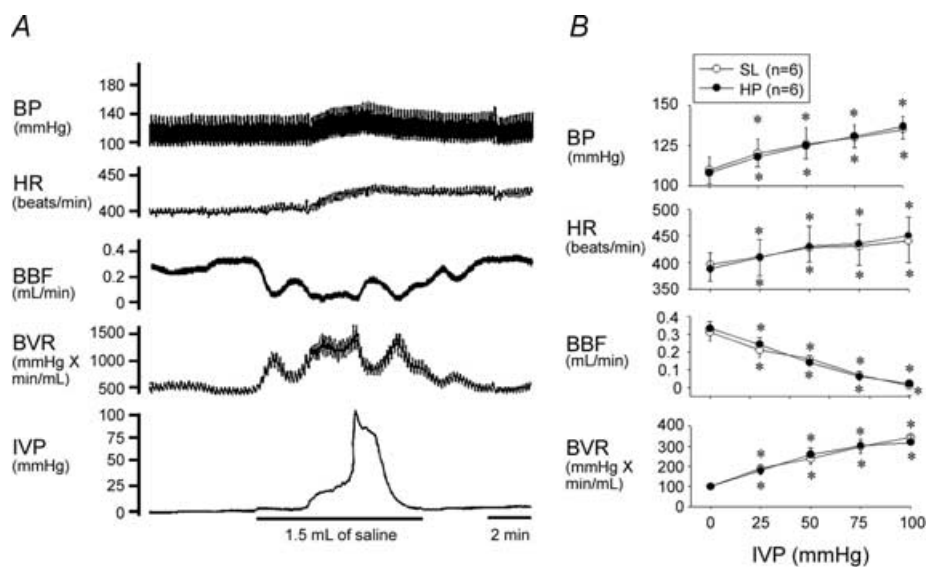 A
BP
(mmHg)
180
140
100
HR
(beats/min)
450
400
BBF
(mL/min)
0.4
0.2
0
BVR
(mmHg X
min/mL)
1500
1000
500
IVP
(mmHg)
100
75
50
25
0
1.5 mL of saline
2 min
B
SL (n=6)
HP (n=6)
BP
(mmHg)
150
125
100
* * * *
* * * *
HR
(beats/min)
450
500
400
350
* * * *
* * * *
BBF
(mL/min)
0.4
0.3
0.2
0.1
0
* * * *
* * * *
BVR
(mmHg X
min/mL)
400
300
200
100
0
* * * *
* * * *
0 25 50 75 100
IVP (mmHg)